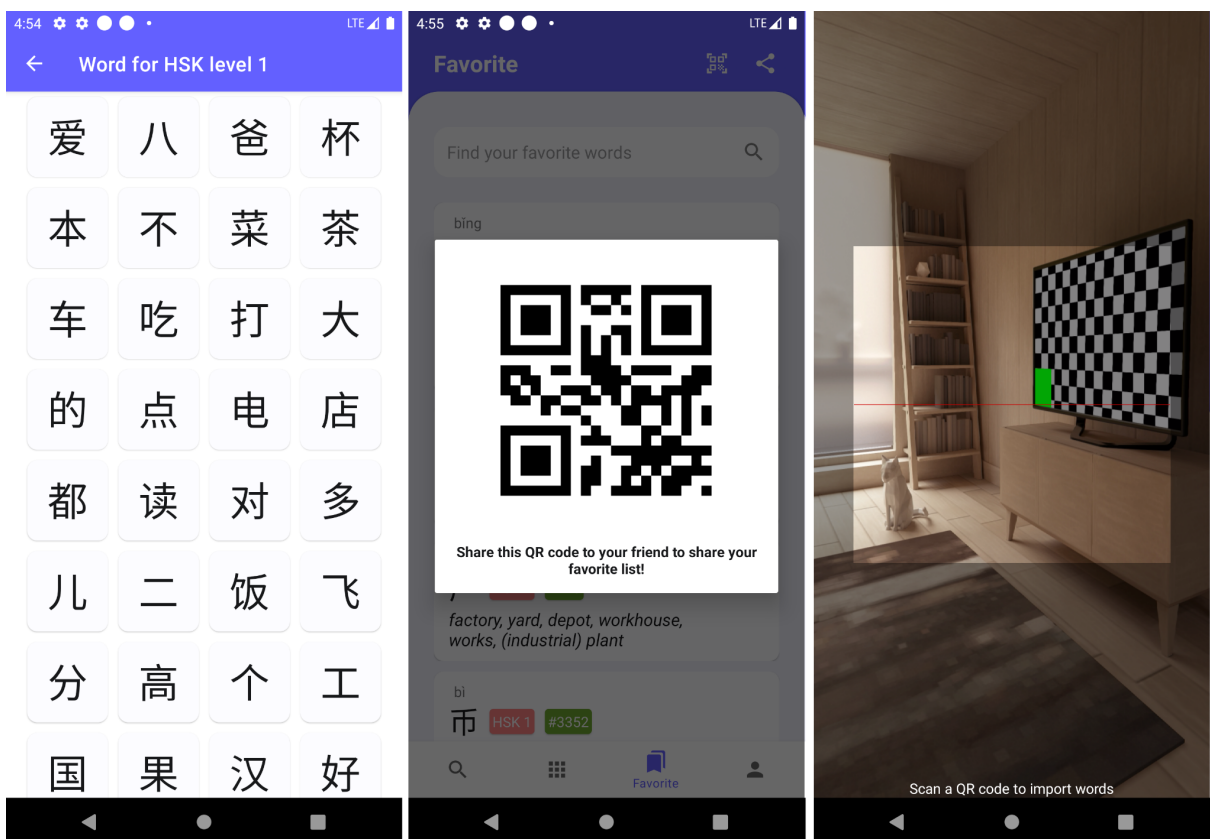 4:54
LTE
Word for HSK level 1
爱 八 爸 杯
本 不 菜 茶
车 吃 打 大
的 点 电 店
都 读 对 多
儿 二 饭 飞
分 高 个 工
国 果 汉 好
4:55
LTE
Favorite
Find your favorite words
bǐng
Share this QR code to your friend to share your
favorite list!
factory, yard, depot, workhouse,
works, (industrial) plant
bì
币 HSK 1 #3352
Favorite
Scan a QR code to import words